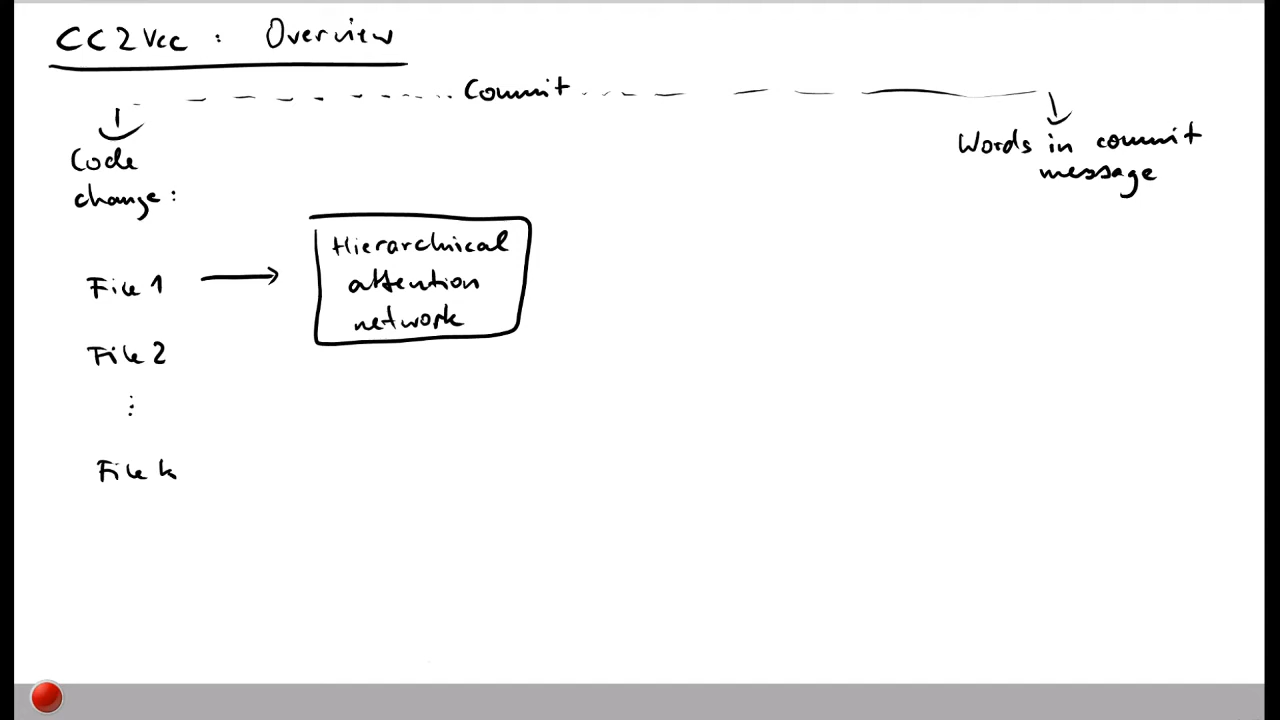 CC2Vec : Overview
Commit
Code
change :
Words in commit
message
Hierarchical
attention
network
File 1
File 2
⋮
File k